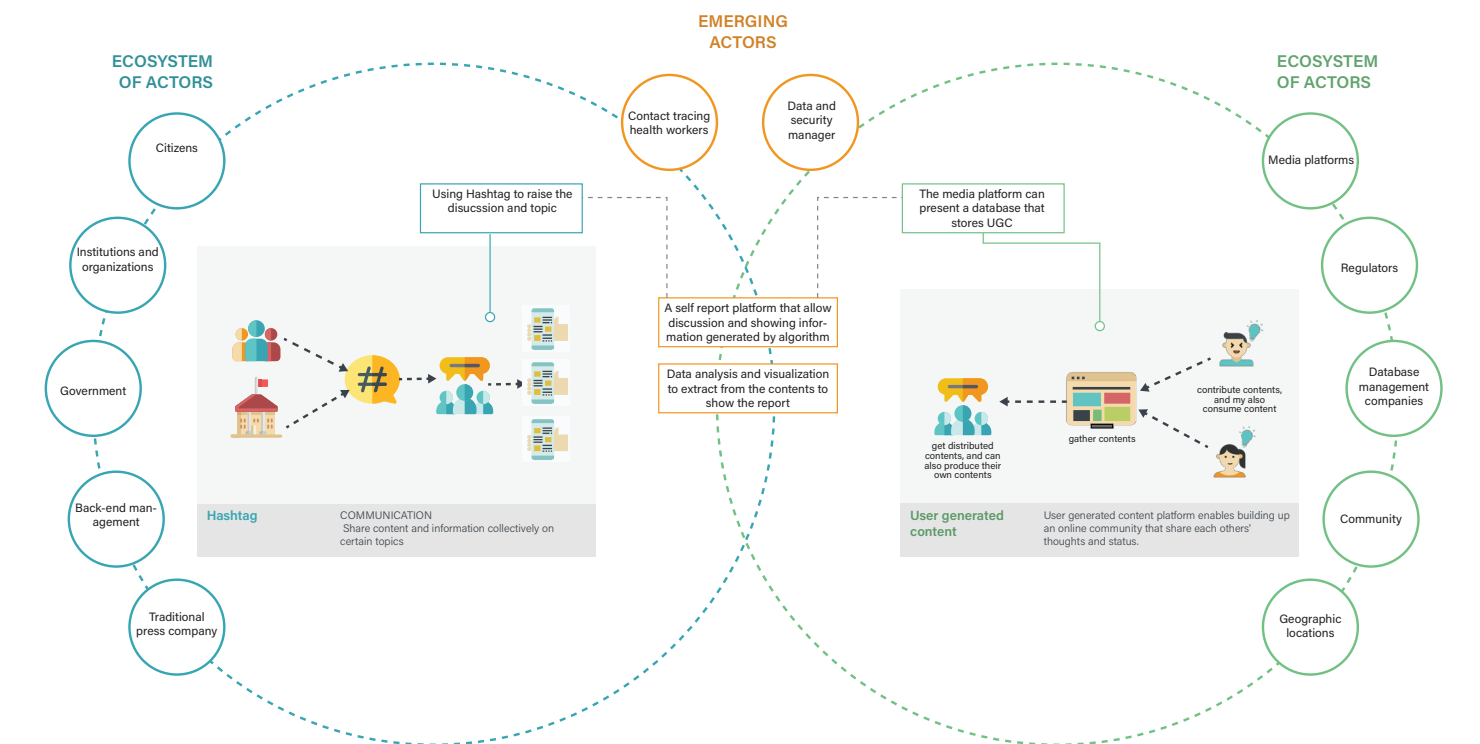 EMERGING
ACTORS
ECOSYSTEM
OF ACTORS
ECOSYSTEM
OF ACTORS
Citizens
Institutions and
organizations
Government
Back-end man-
agement
Traditional
press company
Contact tracing
health workers
Data and
security
manager
Using Hashtag to raise the
disucssion and topic
The media platform can
present a database that
stores UGC
A self report platform that allow
discussion and showing infor-
mation generated by algorithm
Data analysis and visualization
to extract from the contents to
show the report
#
Hashtag
COMMUNICATION
Share content and information collectively on
certain topics
get distributed
contents, and can
also produce their
own contents
gather contents
contribute contents,
and my also
consume content
User generated
content
User generated content platform enables building up
an online community that share each others'
thoughts and status.
Media platforms
Regulators
Database
management
companies
Community
Geographic
locations